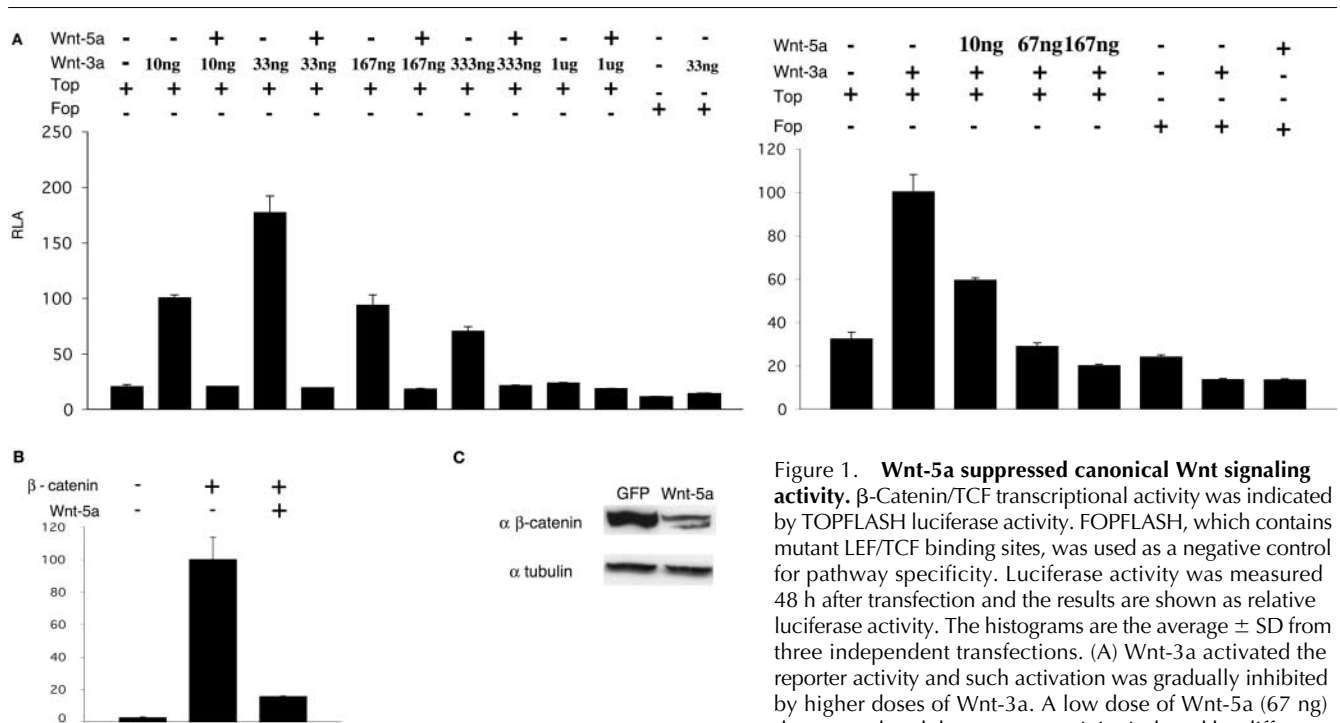 A
Wnt-5a - - + - + - + - + - + - -
Wnt-3a - 10ng 10ng 33ng 33ng 167ng 167ng 333ng 333ng 1ug 1ug - 33ng
Top + + + + + + + + + + + - -
Fop - - - - - - - - - - - + +
250
200
150
100
50
0
RLA
Wnt-5a - - 10ng 67ng 167ng - - +
Wnt-3a - + + + + - + -
Top + + + + + - - -
Fop - - - - - + + +
120
100
80
60
40
20
0
B
β - catenin - + +
Wnt-5a - - +
120
100
80
60
40
20
0
C
GFP Wnt-5a
α β-catenin
α tubulin
Figure 1. Wnt-5a suppressed canonical Wnt signaling
activity. β-Catenin/TCF transcriptional activity was indicated
by TOPFLASH luciferase activity. FOPFLASH, which contains
mutant LEF/TCF binding sites, was used as a negative control
for pathway specificity. Luciferase activity was measured
48 h after transfection and the results are shown as relative
luciferase activity. The histograms are the average ± SD from
three independent transfections. (A) Wnt-3a activated the
reporter activity and such activation was gradually inhibited
by higher doses of Wnt-3a. A low dose of Wnt-5a (67 ng)